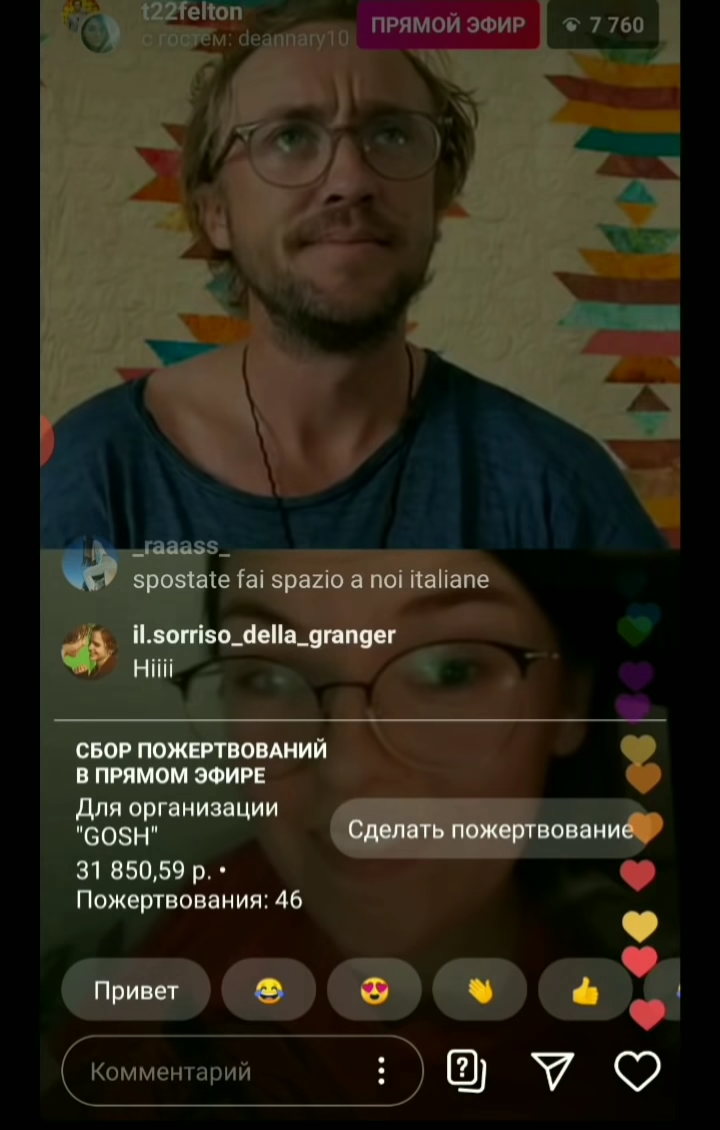 t22felton
с гостем: deannary10
ПРЯМОЙ ЭФИР
7 760
_raaass_
spostate fai spazio a noi italiane
il.sorriso_della_granger
Hiiii
СБОР ПОЖЕРТВОВАНИЙ
В ПРЯМОМ ЭФИРЕ
Для организации
"GOSH"
Сделать пожертвование
31 850,59 р. •
Пожертвования: 46
Привет
Комментарий